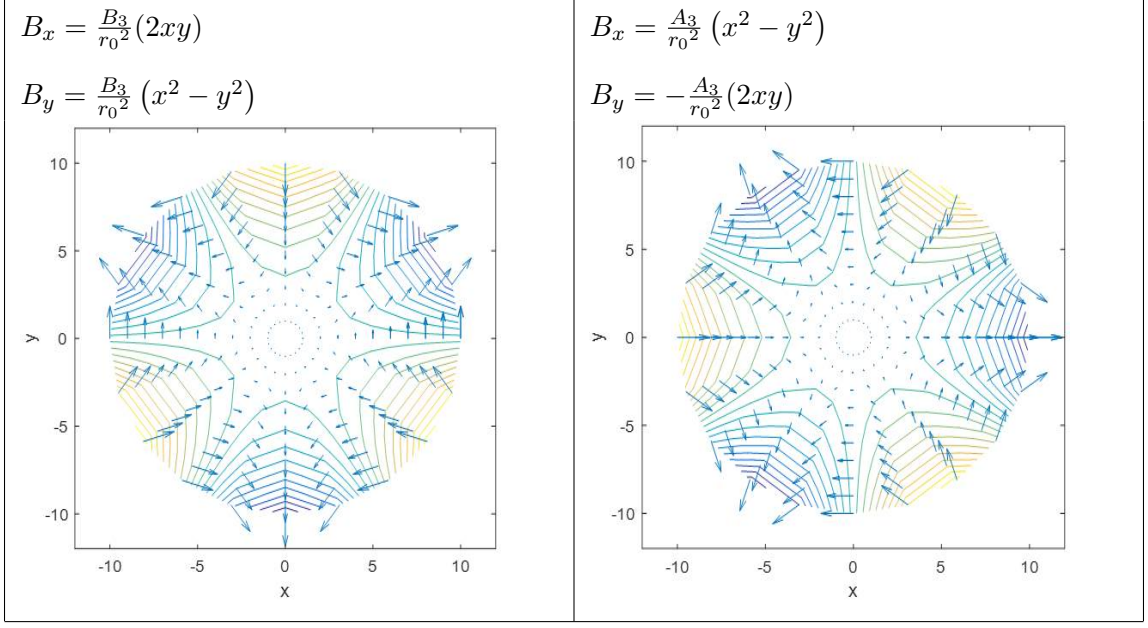 B_x = \frac{B_3}{r_0^2}(2xy)
B_y = \frac{B_3}{r_0^2}(x^2 - y^2)
10
5
0
-5
-10
y
-10 -5 0 5 10
x
B_x = \frac{A_3}{r_0^2}(x^2 - y^2)
B_y = -\frac{A_3}{r_0^2}(2xy)
10
5
0
-5
-10
y
-10 -5 0 5 10
x